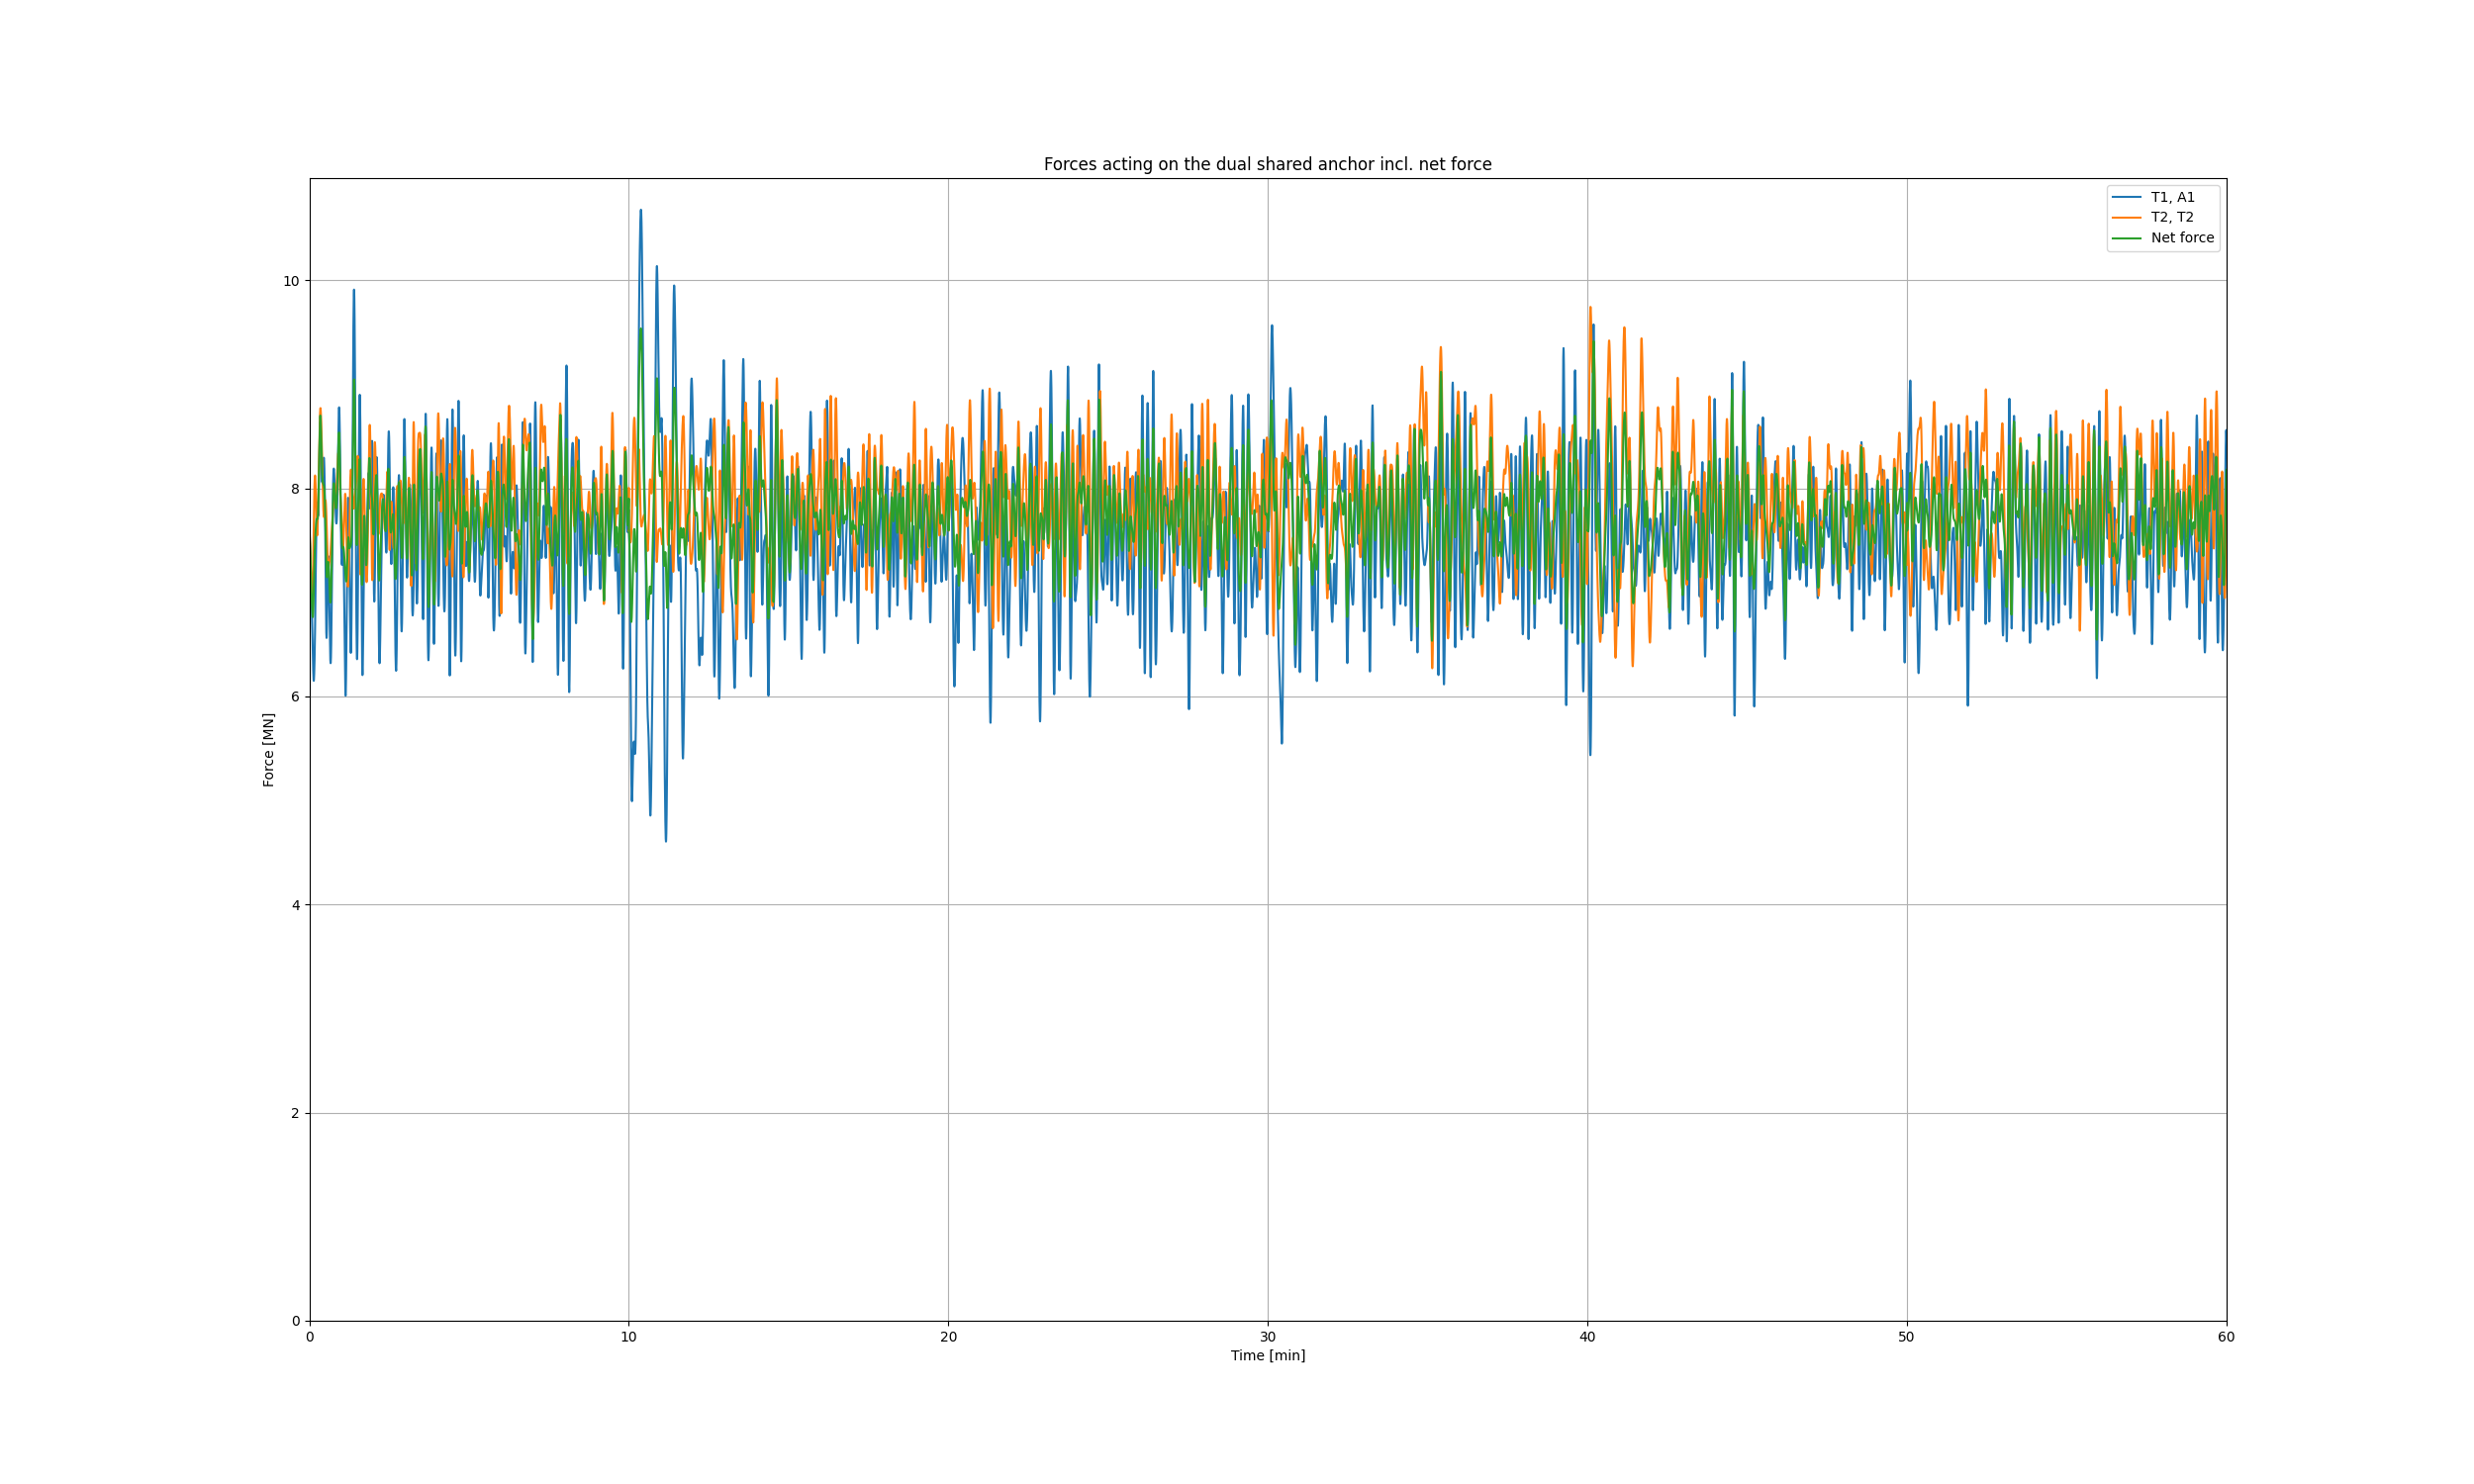 Forces acting on the dual shared anchor incl. net force
T1, A1
T2, T2
Net force
10
8
6
4
2
0
Force [MN]
0 10 20 30 40 50 60
Time [min]